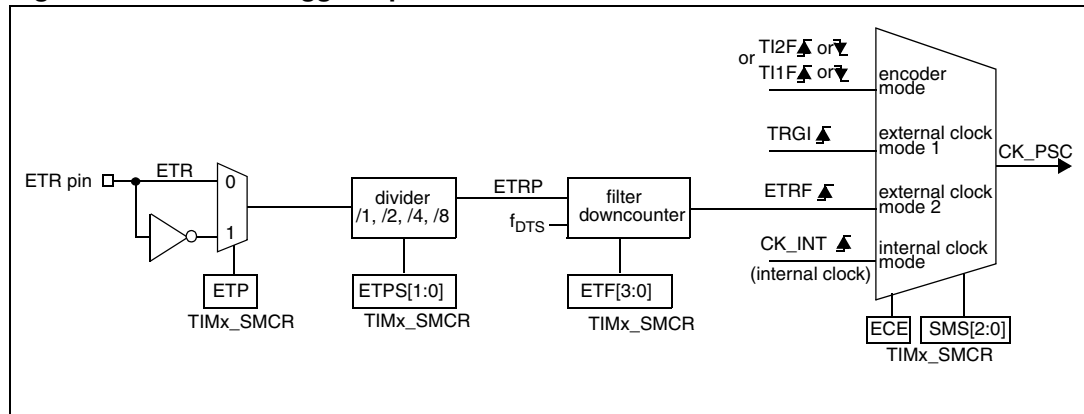 TI2F or
or TI1F or
encoder
mode
TRGI
external clock
mode 1
CK_PSC
ETR pin
ETR
0
1
divider
/1, /2, /4, /8
ETRP
fDTS
filter
downcounter
ETRF
external clock
mode 2
CK_INT
(internal clock)
internal clock
mode
ETP
TIMx_SMCR
ETPS[1:0]
TIMx_SMCR
ETF[3:0]
TIMx_SMCR
ECE
SMS[2:0]
TIMx_SMCR